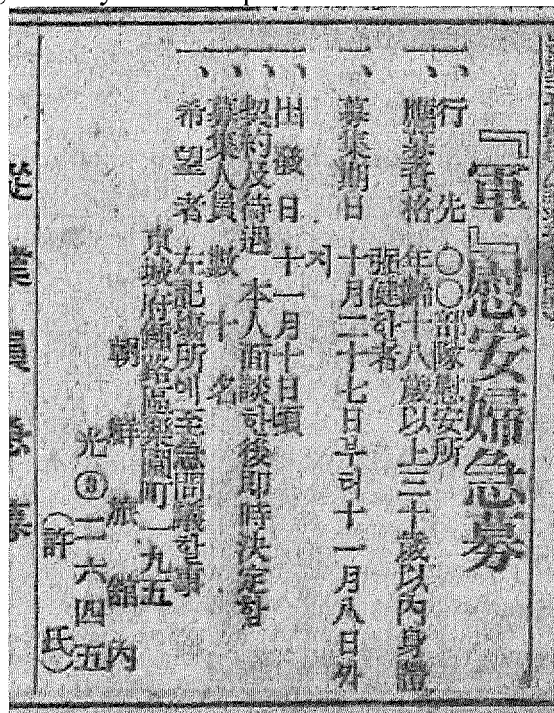 『軍』慰安婦急募
一、行先 〇〇部隊慰安所
一、應募資格 年齡十八歲以上三十歲以內身體
强健한者
一、募集期日 十月二十七日부터十一月八日外
지
一、出發日 十一月十日頃
一、契約及待遇 本人面談한後卽時決定함
一、募集人員 數十名
一、希望者 左記場所에至急問議할事
京城府鍾路區樂園町一九五
朝鮮旅館內
光③二六四五
(許氏)
從業員急募